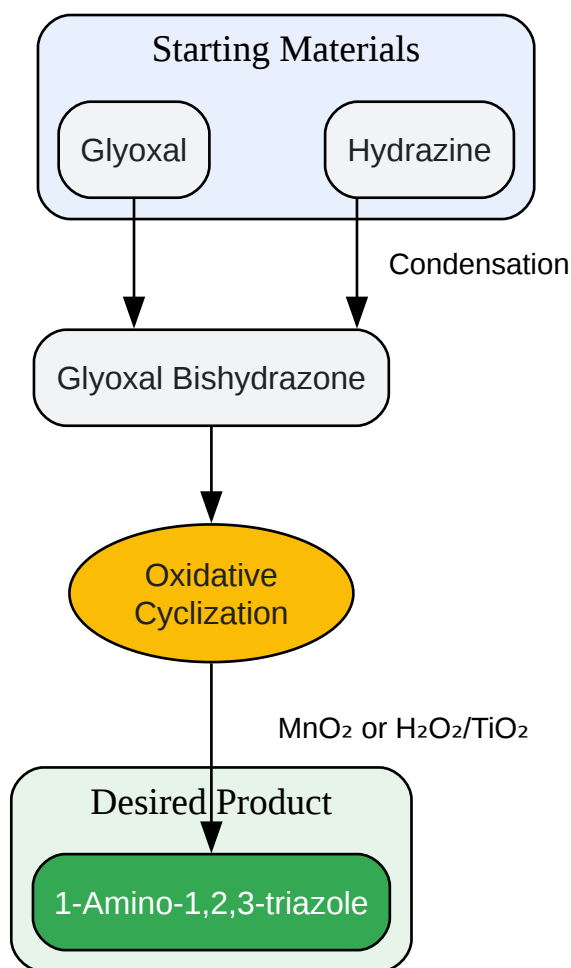 Starting Materials
Glyoxal
Hydrazine
Condensation
Glyoxal Bishydrazone
Oxidative
Cyclization
MnO₂ or H₂O₂/TiO₂
Desired Product
1-Amino-1,2,3-triazole